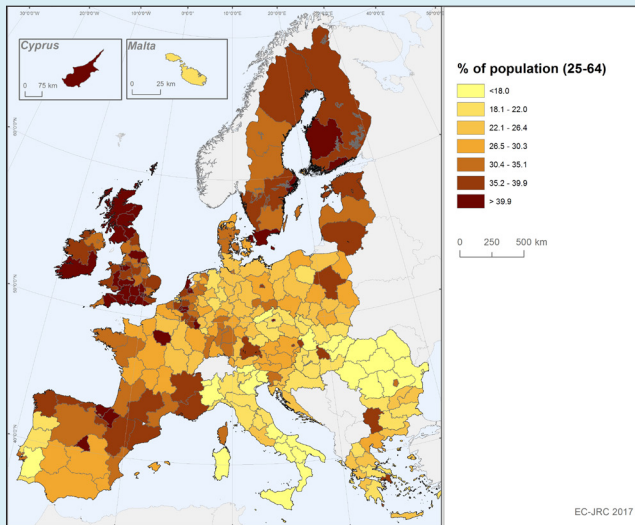 Cyprus
0 75 km
Malta
0 25 km
% of population (25-64)
<18.0
18.1 - 22.0
22.1 - 26.4
26.5 - 30.3
30.4 - 35.1
35.2 - 39.9
> 39.9
0 250 500 km
EC-JRC 2017